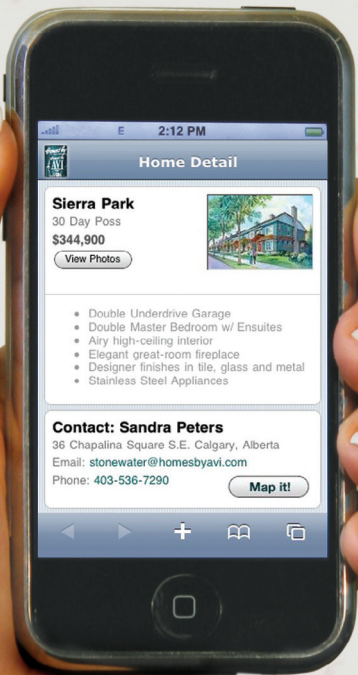 E 2:12 PM
Homes by
AVI
Home Detail
Sierra Park
30 Day Poss
$344,900
View Photos
Double Underdrive Garage
Double Master Bedroom w/ Ensuites
Airy high-ceiling interior
Elegant great-room fireplace
Designer finishes in tile, glass and metal
Stainless Steel Appliances
Contact: Sandra Peters
36 Chapalina Square S.E. Calgary, Alberta
Email: stonewater@homesbyavi.com
Phone: 403-536-7290
Map it!